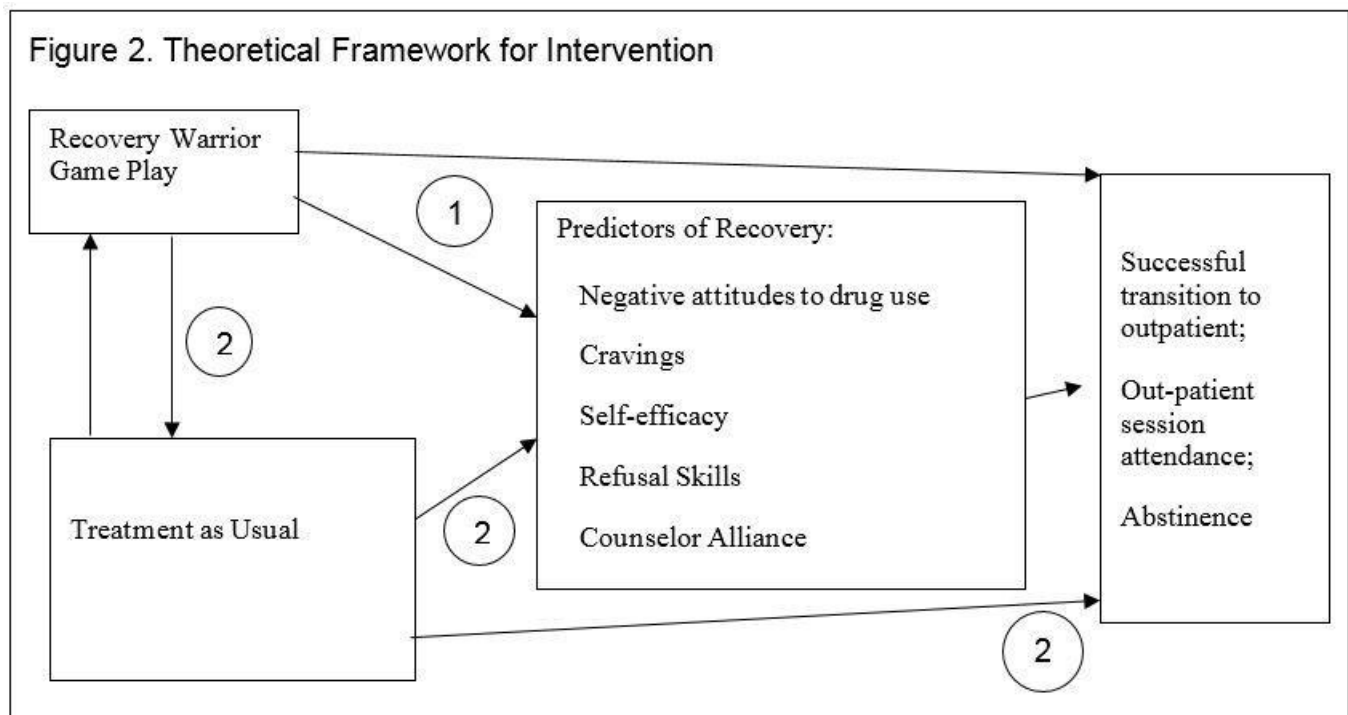 Figure 2. Theoretical Framework for Intervention
Recovery Warrior
Game Play
1
2
Treatment as Usual
2
Predictors of Recovery:
Negative attitudes to drug use
Cravings
Self-efficacy
Refusal Skills
Counselor Alliance
2
Successful
transition to
outpatient;
Out-patient
session
attendance;
Abstinence